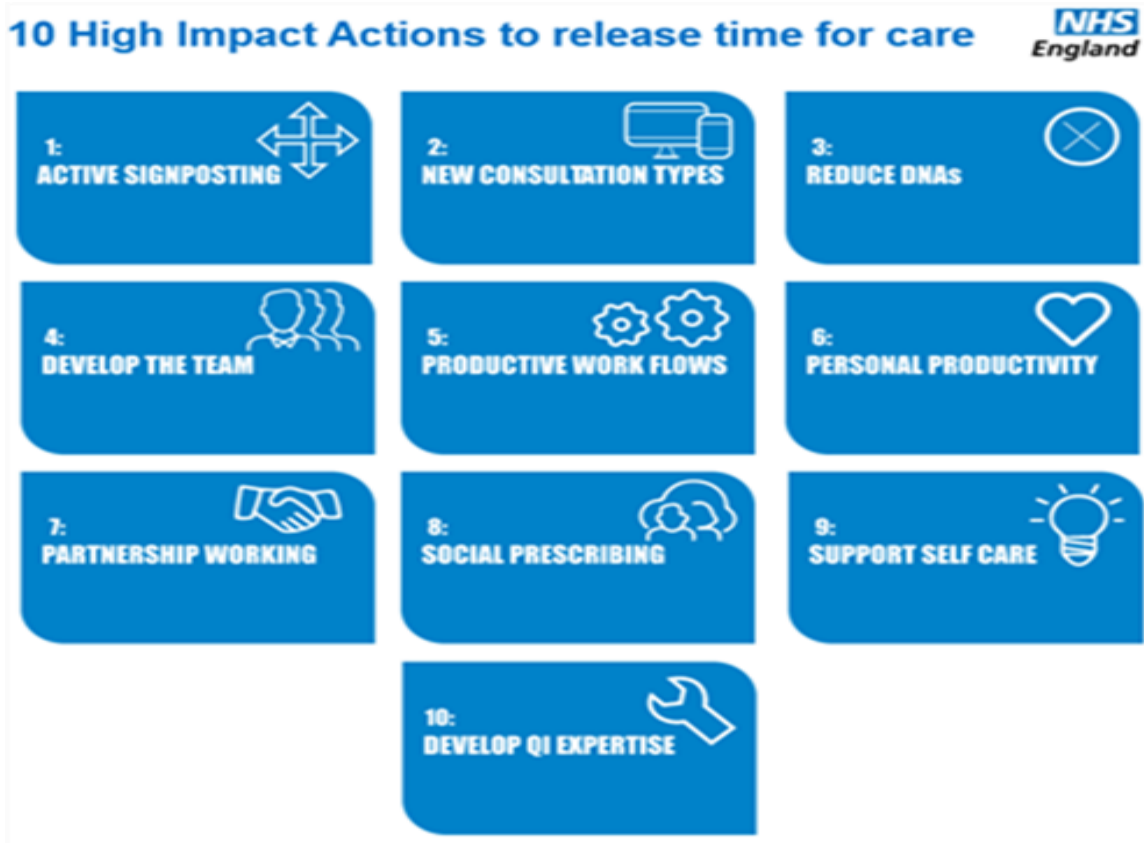 10 High Impact Actions to release time for care
NHS
England
1:
ACTIVE SIGNPOSTING
2:
NEW CONSULTATION TYPES
3:
REDUCE DNAs
4:
DEVELOP THE TEAM
5:
PRODUCTIVE WORK FLOWS
6:
PERSONAL PRODUCTIVITY
7:
PARTNERSHIP WORKING
8:
SOCIAL PRESCRIBING
9:
SUPPORT SELF CARE
10:
DEVELOP QI EXPERTISE